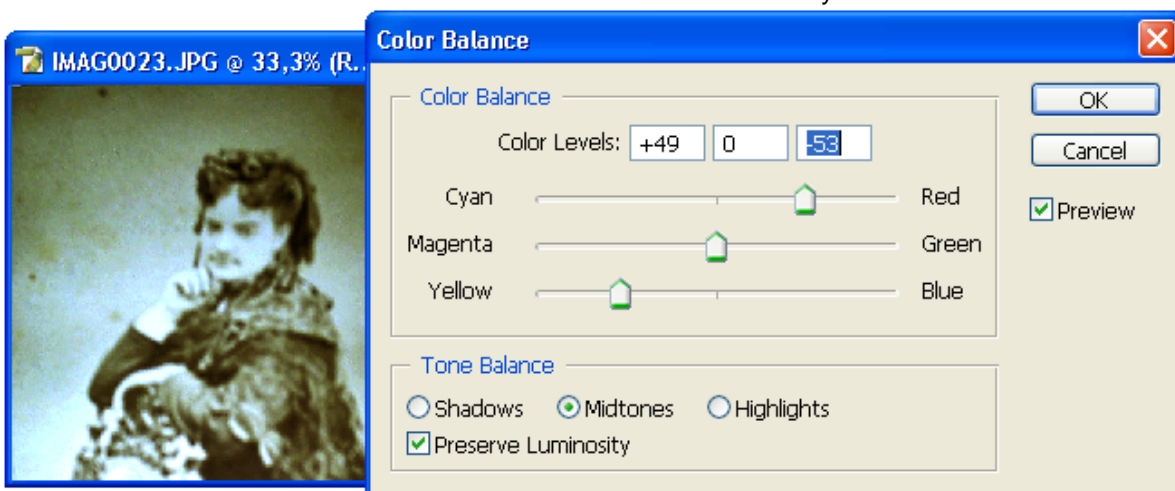 IMAG0023.JPG @ 33,3% (R..
Color Balance
Color Balance
Color Levels: +49 0 -53
Cyan Red
Magenta Green
Yellow Blue
Tone Balance
Shadows Midtones Highlights
Preserve Luminosity
OK
Cancel
Preview